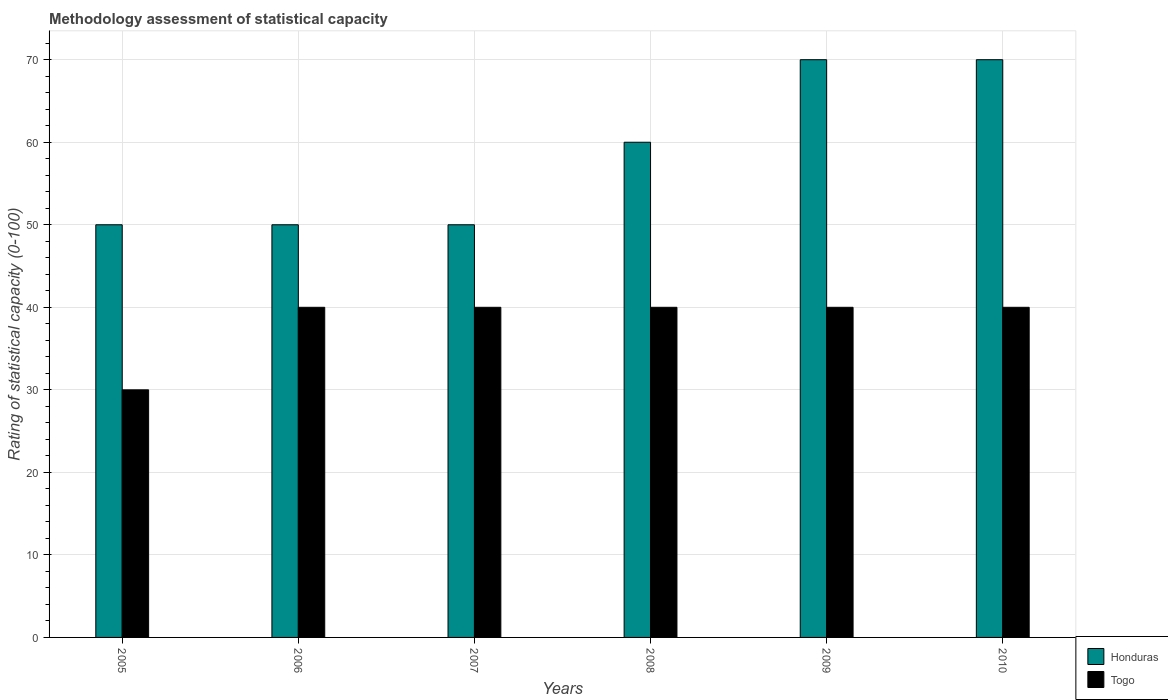 Methodology assessment of statistical capacity
Rating of statistical capacity (0-100)
70
60
50
40
30
20
10
0
2005
2006
2007
2008
2009
2010
Years
Honduras
Togo